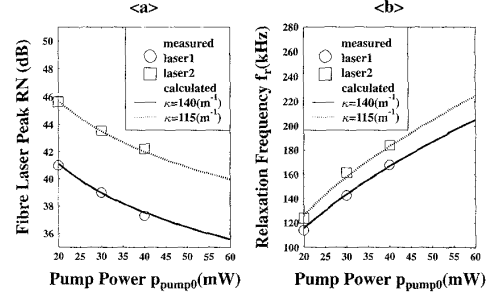 <a>
Fibre Laser Peak RN (dB)
50
48
46
44
42
40
38
36
measured
laser1
laser2
calculated
κ=140(m⁻¹)
κ=115(m⁻¹)
20 30 40 50 60
Pump Power p_pump0(mW)
<b>
Relaxation Frequency f_r(kHz)
280
260
240
220
200
180
160
140
120
100
measured
laser1
laser2
calculated
κ=140(m⁻¹)
κ=115(m⁻¹)
20 30 40 50 60
Pump Power p_pump0(mW)